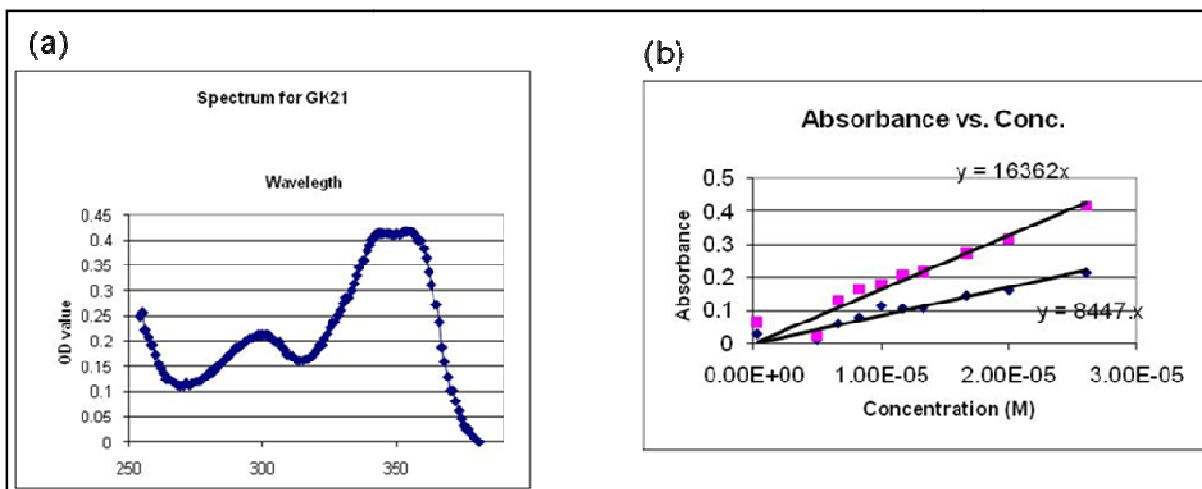 (a)
Spectrum for GK21
Wavelegth
OD value
0.45
0.4
0.35
0.3
0.25
0.2
0.15
0.1
0.05
0
250 300 350
(b)
Absorbance vs. Conc.
y = 16362x
Absorbance
0.5
0.4
0.3
0.2
0.1
0
y = 8447x
0.00E+00 1.00E-05 2.00E-05 3.00E-05
Concentration (M)